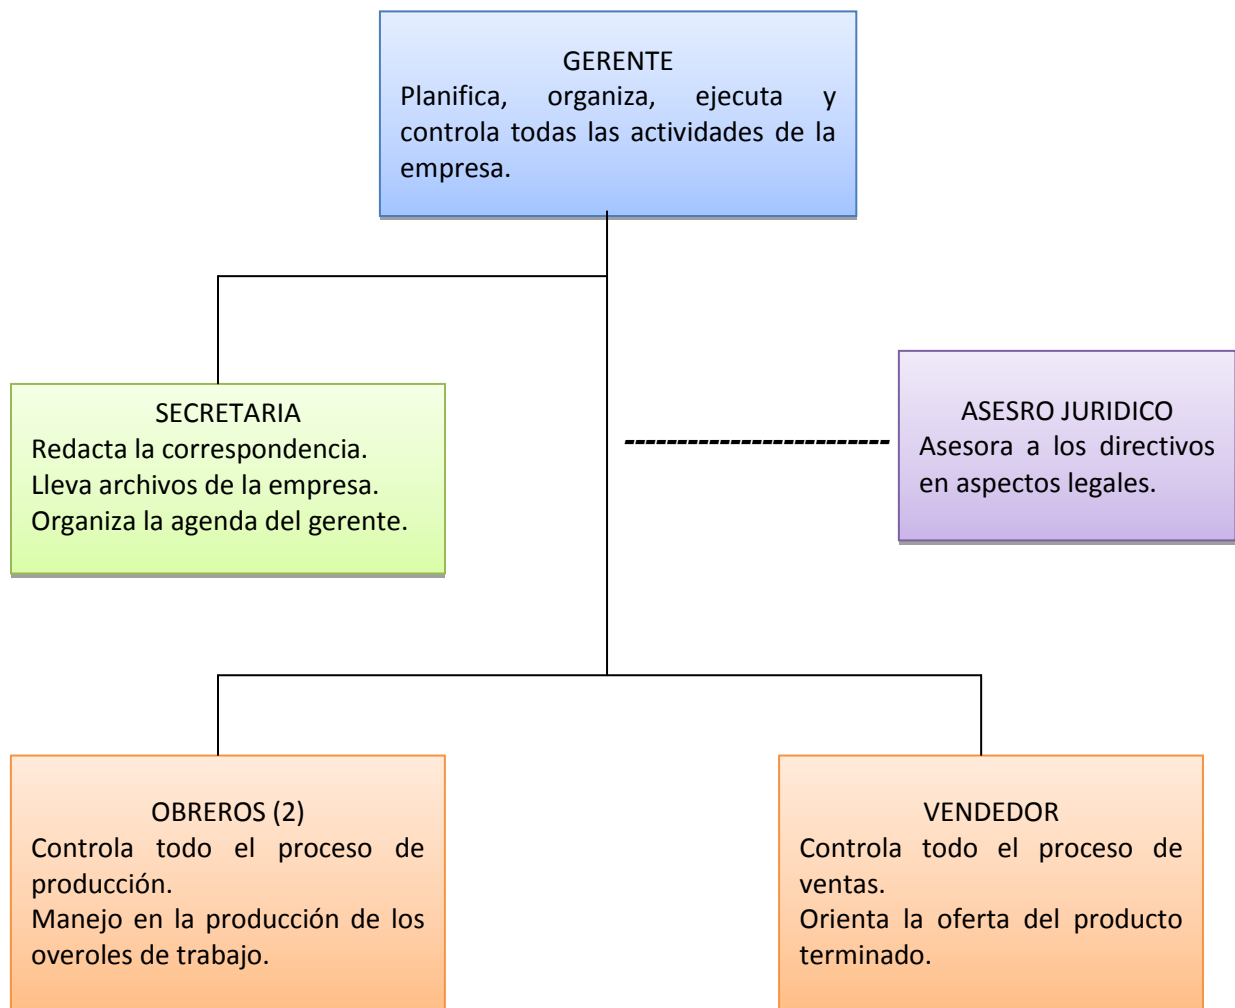 GERENTE
Planifica, organiza, ejecuta y
controla todas las actividades de la
empresa.
SECRETARIA
Redacta la correspondencia.
Lleva archivos de la empresa.
Organiza la agenda del gerente.
ASESRO JURIDICO
Asesora a los directivos
en aspectos legales.
OBREROS (2)
Controla todo el proceso de
producción.
Manejo en la producción de los
overoles de trabajo.
VENDEDOR
Controla todo el proceso de
ventas.
Orienta la oferta del producto
terminado.